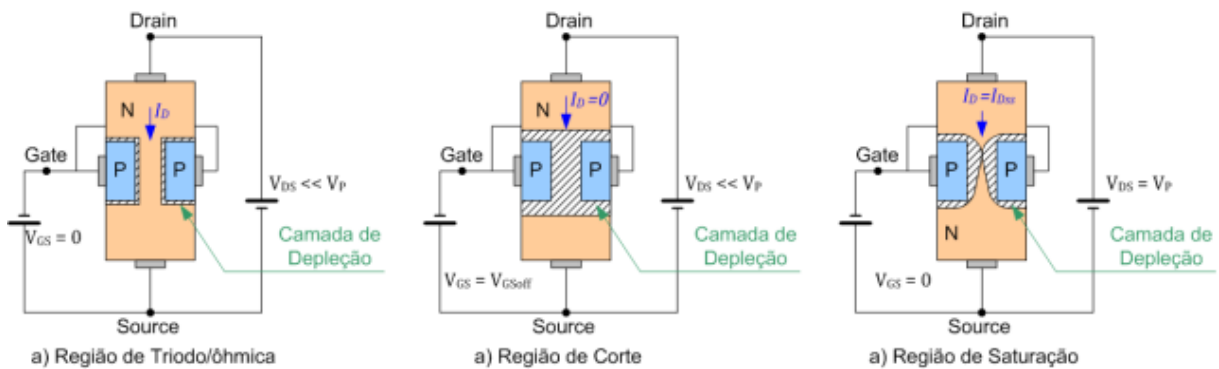 Drain
N
I_D
Gate
P
P
V_DS << V_P
V_GS = 0
Camada de
Depleção
Source
a) Região de Triodo/ôhmica
Drain
N
I_D=0
Gate
P
P
V_DS << V_P
Camada de
Depleção
V_GS = V_GSoff
Source
a) Região de Corte
Drain
I_D=I_Dss
Gate
P
P
V_DS = V_P
N
Camada de
Depleção
V_GS = 0
Source
a) Região de Saturação